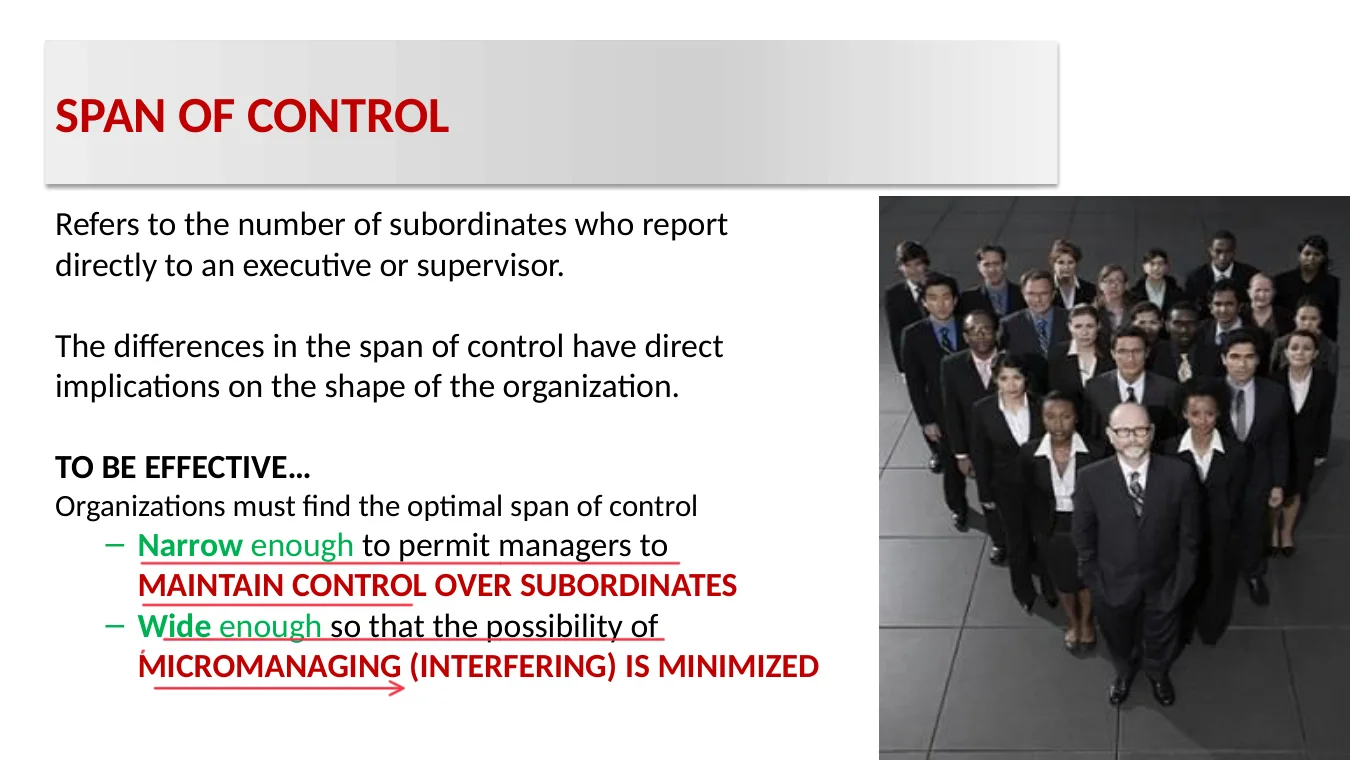 SPAN OF CONTROL
Refers to the number of subordinates who report
directly to an executive or supervisor.
The differences in the span of control have direct
implications on the shape of the organization.
TO BE EFFECTIVE…
Organizations must find the optimal span of control
– Narrow enough to permit managers to
MAINTAIN CONTROL OVER SUBORDINATES
– Wide enough so that the possibility of
MICROMANAGING (INTERFERING) IS MINIMIZED